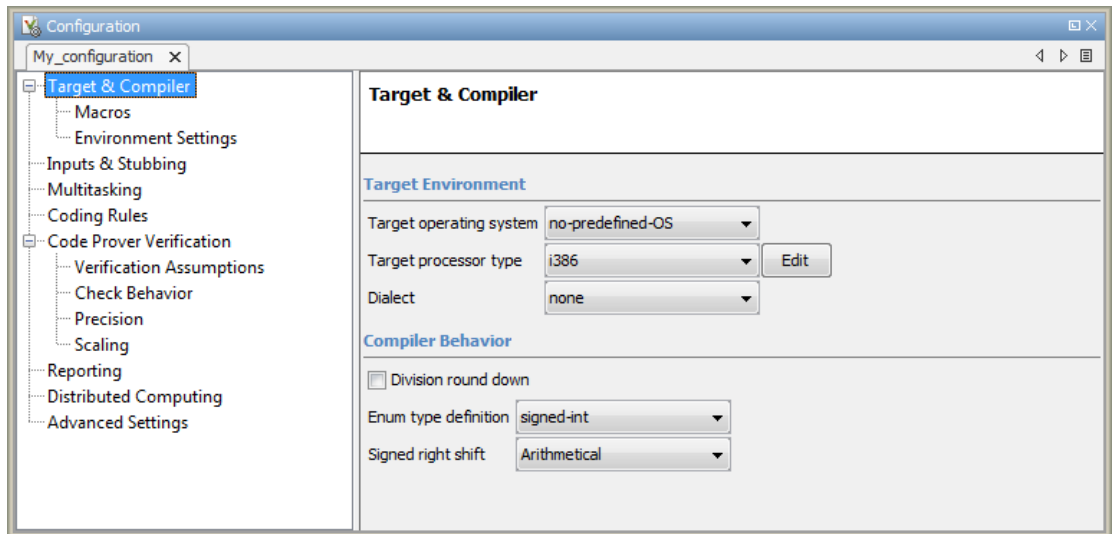 Configuration
My_configuration X
Target & Compiler
Macros
Environment Settings
Inputs & Stubbing
Multitasking
Coding Rules
Code Prover Verification
Verification Assumptions
Check Behavior
Precision
Scaling
Reporting
Distributed Computing
Advanced Settings
Target & Compiler
Target Environment
Target operating system no-predefined-OS
Target processor type i386 Edit
Dialect none
Compiler Behavior
Division round down
Enum type definition signed-int
Signed right shift Arithmetical